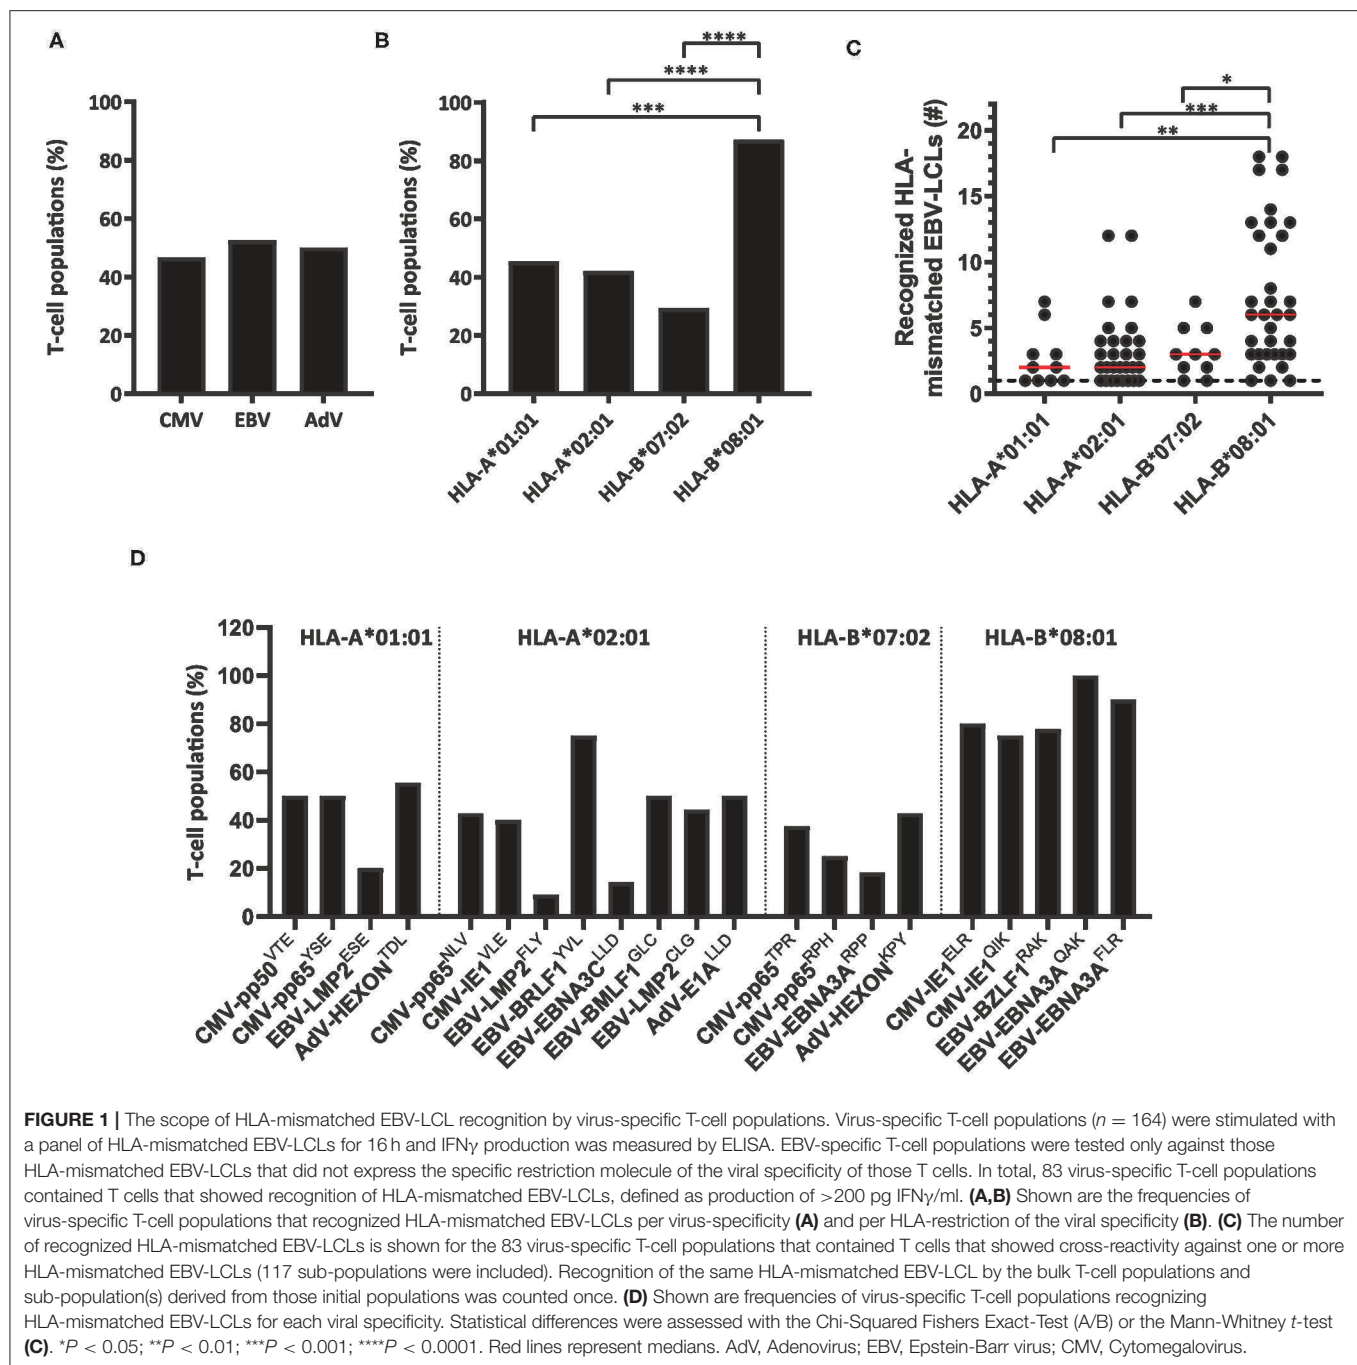 A
T-cell populations (%)
100
80
60
40
20
0
CMV
EBV
AdV
B
T-cell populations (%)
100
80
60
40
20
0
****
****
***
HLA-A*01:01
HLA-A*02:01
HLA-B*07:02
HLA-B*08:01
C
Recognized HLA-
mismatched EBV-LCLs (#)
20
15
10
5
0
*
***
**
HLA-A*01:01
HLA-A*02:01
HLA-B*07:02
HLA-B*08:01
D
T-cell populations (%)
120
100
80
60
40
20
0
HLA-A*01:01
HLA-A*02:01
HLA-B*07:02
HLA-B*08:01
CMV-pp50VTE
CMV-pp65YSE
EBV-LMP2ESE
AdV-HEXONTDL
CMV-pp65NLV
CMV-IE1VLE
EBV-LMP2FLY
EBV-BRLF1YVL
EBV-EBNA3CLLD
EBV-BMLF1GLC
EBV-LMP2CLG
AdV-E1ALLD
CMV-pp65TPR
CMV-pp65RPH
EBV-EBNA3ARPP
AdV-HEXONKPY
CMV-IE1ELR
CMV-IE1QIK
EBV-BZLF1RAK
EBV-EBNA3AQAK
EBV-EBNA3AFLR
FIGURE 1 | The scope of HLA-mismatched EBV-LCL recognition by virus-specific T-cell populations. Virus-specific T-cell populations (n = 164) were stimulated with
a panel of HLA-mismatched EBV-LCLs for 16 h and IFNγ production was measured by ELISA. EBV-specific T-cell populations were tested only against those
HLA-mismatched EBV-LCLs that did not express the specific restriction molecule of the viral specificity of those T cells. In total, 83 virus-specific T-cell populations
contained T cells that showed recognition of HLA-mismatched EBV-LCLs, defined as production of >200 pg IFNγ/ml. (A,B) Shown are the frequencies of
virus-specific T-cell populations that recognized HLA-mismatched EBV-LCLs per virus-specificity (A) and per HLA-restriction of the viral specificity (B). (C) The number
of recognized HLA-mismatched EBV-LCLs is shown for the 83 virus-specific T-cell populations that contained T cells that showed cross-reactivity against one or more
HLA-mismatched EBV-LCLs (117 sub-populations were included). Recognition of the same HLA-mismatched EBV-LCL by the bulk T-cell populations and
sub-population(s) derived from those initial populations was counted once. (D) Shown are frequencies of virus-specific T-cell populations recognizing
HLA-mismatched EBV-LCLs for each viral specificity. Statistical differences were assessed with the Chi-Squared Fishers Exact-Test (A/B) or the Mann-Whitney t-test
(C). *P < 0.05; **P < 0.01; ***P < 0.001; ****P < 0.0001. Red lines represent medians. AdV, Adenovirus; EBV, Epstein-Barr virus; CMV, Cytomegalovirus.